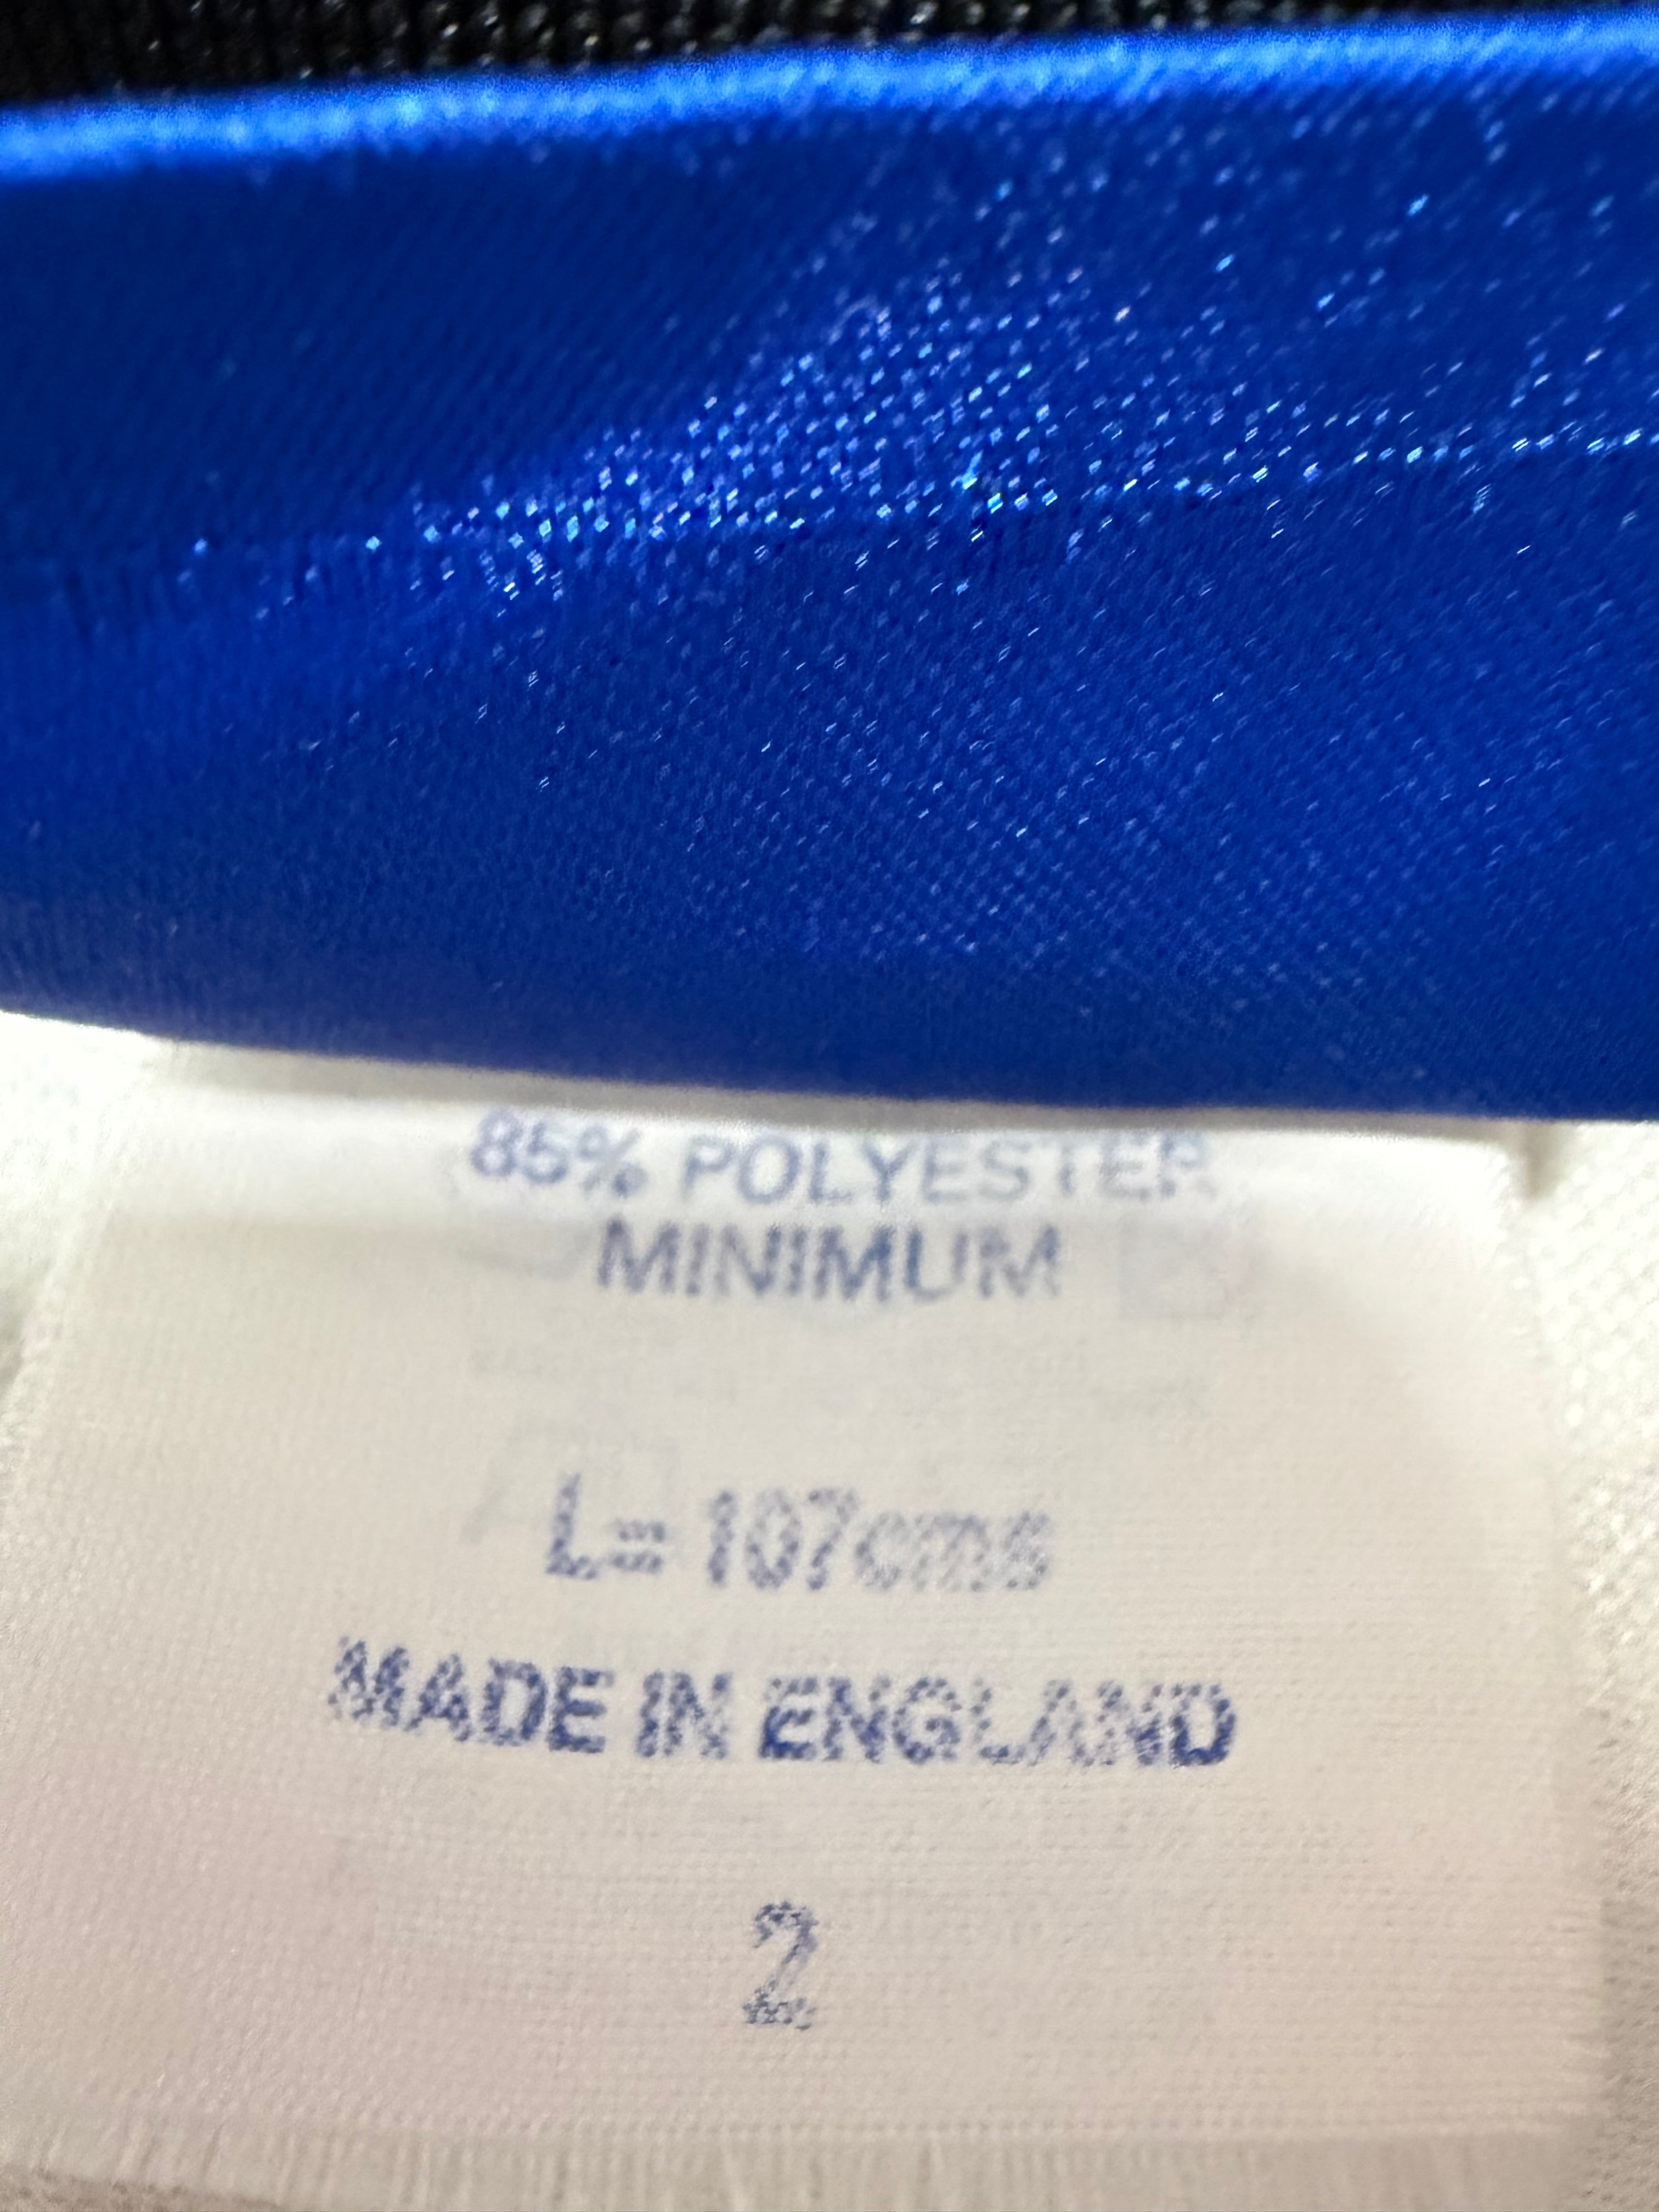 85% POLYESTER
MINIMUM
L= 107cms
MADE IN ENGLAND
2